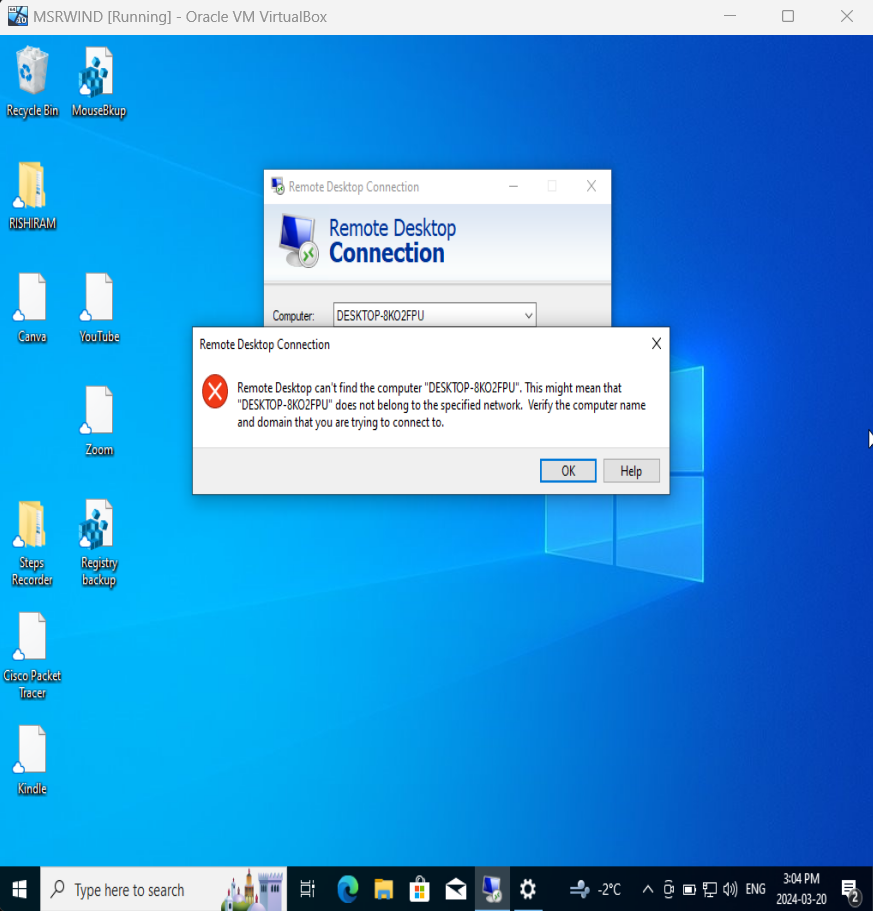 MSRWIND [Running] - Oracle VM VirtualBox
Recycle Bin
MouseBkup
RISHIRAM
Canva
YouTube
Zoom
Steps
Recorder
Registry
backup
Cisco Packet
Tracer
Kindle
Remote Desktop Connection
Remote Desktop
Connection
Computer:
DESKTOP-8KO2FPU
Remote Desktop Connection
Remote Desktop can't find the computer "DESKTOP-8KO2FPU". This might mean that
"DESKTOP-8KO2FPU" does not belong to the specified network. Verify the computer name
and domain that you are trying to connect to.
OK
Help
Type here to search
-2°C
ENG
3:04 PM
2024-03-20
2